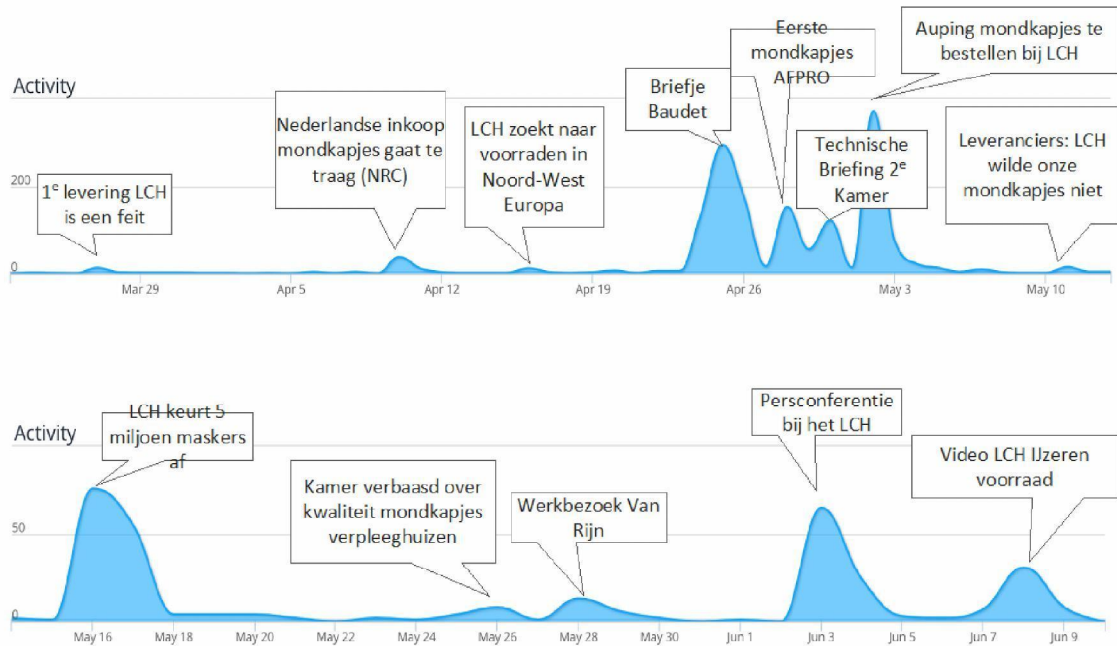 Activity
200
0
1e levering LCH
is een feit
Nederlandse inkoop
mondkapjes gaat te
traag (NRC)
LCH zoekt naar
voorraden in
Noord-West
Europa
Briefje
Baudet
Eerste
mondkapjes
AFPRO
Technische
Briefing 2e
Kamer
Auping mondkapjes te
bestellen bij LCH
Leveranciers: LCH
wilde onze
mondkapjes niet
Mar 29
Apr 5
Apr 12
Apr 19
Apr 26
May 3
May 10
Activity
50
0
LCH keurt 5
miljoen maskers
af
Kamer verbaasd over
kwaliteit mondkapjes
verpleeghuizen
Werkbezoek Van
Rijn
Persconferentie
bij het LCH
Video LCH IJzeren
voorraad
May 16
May 18
May 20
May 22
May 24
May 26
May 28
May 30
Jun 1
Jun 3
Jun 5
Jun 7
Jun 9